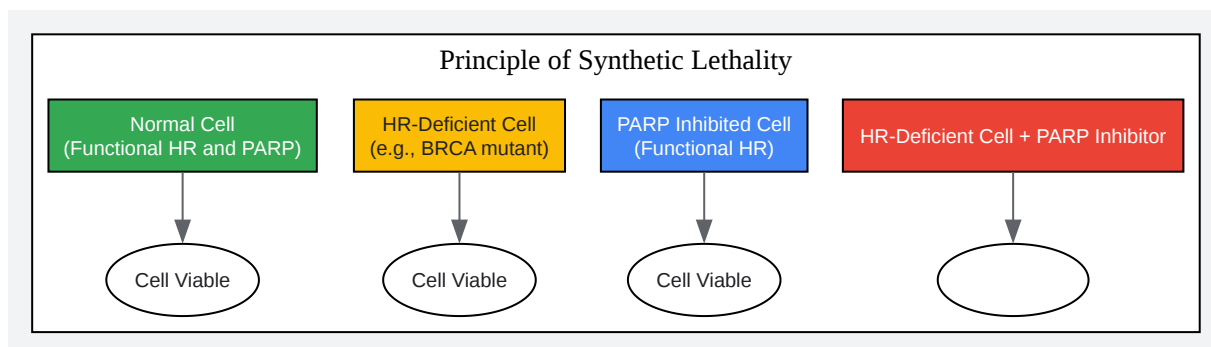 Principle of Synthetic Lethality
Normal Cell
(Functional HR and PARP)
HR-Deficient Cell
(e.g., BRCA mutant)
PARP Inhibited Cell
(Functional HR)
HR-Deficient Cell + PARP Inhibitor
Cell Viable
Cell Viable
Cell Viable